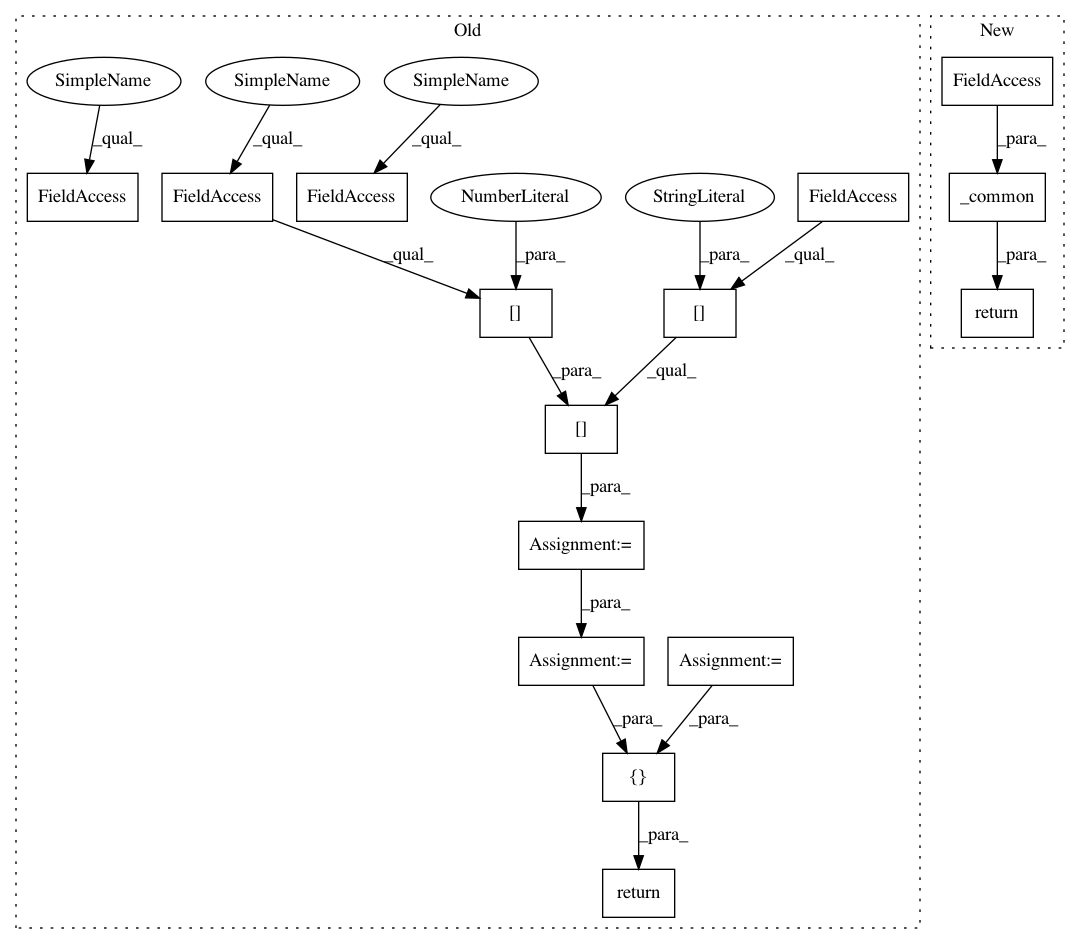 Old
New
SimpleName
SimpleName
SimpleName
FieldAccess
_qual_
_qual_
_qual_
_para_
FieldAccess
FieldAccess
FieldAccess
NumberLiteral
StringLiteral
FieldAccess
_common
_qual_
_para_
_para_
_qual_
_para_
[]
[]
return
_para_
_qual_
[]
_para_
Assignment:=
_para_
Assignment:=
Assignment:=
_para_
_para_
{}
_para_
return